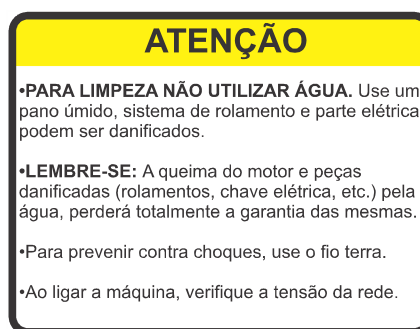 ATENÇÃO
•PARA LIMPEZA NÃO UTILIZAR ÁGUA. Use um
pano úmido, sistema de rolamento e parte elétrica
podem ser danificados.
•LEMBRE-SE: A queima do motor e peças
danificadas (rolamentos, chave elétrica, etc.) pela
água, perderá totalmente a garantia das mesmas.
•Para prevenir contra choques, use o fio terra.
•Ao ligar a máquina, verifique a tensão da rede.